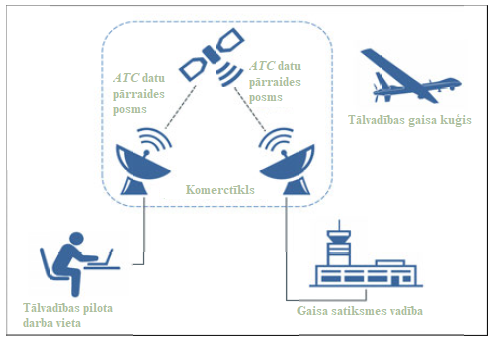 ATC datu
pārraides
posms
ATC datu
pārraides
posms
Tālvadības gaisa kuģis
Komerctīkls
Tālvadības pilota
darba vieta
Gaisa satiksmes vadība